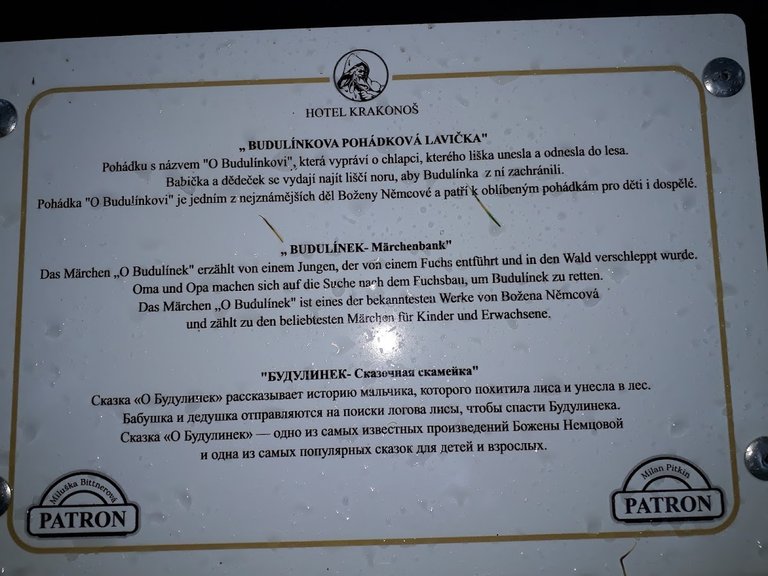 HOTEL KRAKONOŠ
„ BUDULÍNKOVA POHÁDKOVÁ LAVIČKA"
Pohádku s názvem "O Budulínkovi", která vypráví o chlapci, kterého liška unesla a odnesla do lesa.
Babička a dědeček se vydají najít liščí noru, aby Budulínka z ní zachránili.
Pohádka "O Budulínkovi" je jedním z nejznámějších děl Boženy Němcové a patří k oblíbeným pohádkám pro děti i dospělé.
„ BUDULÍNEK- Märchenbank"
Das Märchen „O Budulínek" erzählt von einem Jungen, der von einem Fuchs entführt und in den Wald verschleppt wurde.
Oma und Opa machen sich auf die Suche nach dem Fuchsbau, um Budulínek zu retten.
Das Märchen „O Budulínek" ist eines der bekanntesten Werke von Božena Němcová
und zählt zu den beliebtesten Märchen für Kinder und Erwachsene.
"БУДУЛИНЕК- Сказочная скамейка"
Сказка «О Будулинек» рассказывает историю мальчика, которого похитила лиса и унесла в лес.
Бабушка и дедушка отправляются на поиски логова лисы, чтобы спасти Будулинека.
Сказка «О Будулинек» — одно из самых известных произведений Божены Немцовой
и одна из самых популярных сказок для детей и взрослых.
Miluška Bittnerová
PATRON
Milan Pitkin
PATRON